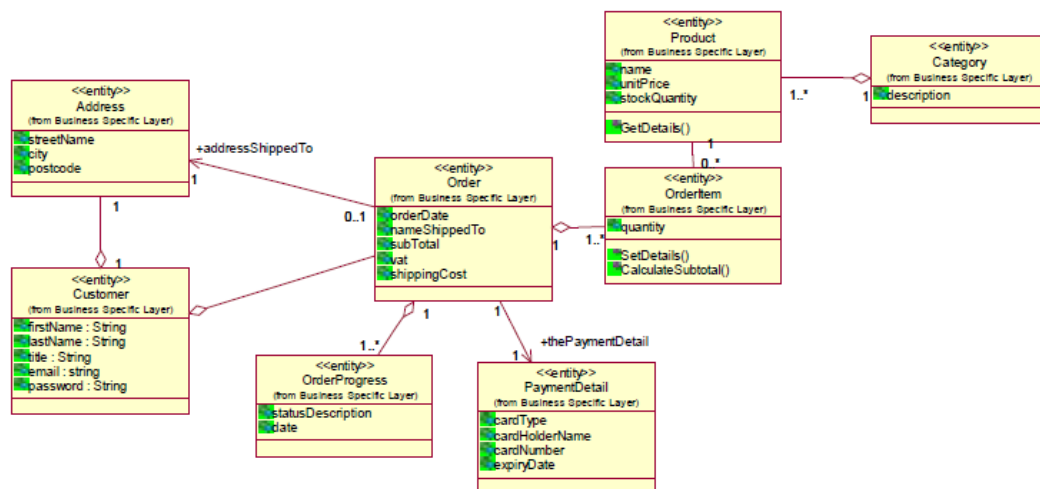 <<entity>>
Product
(from Business Specific Layer)
name
unitPrice
stockQuantity
GetDetails()
1
0..*
1..*
1
<<entity>>
Category
(from Business Specific Layer)
description
<<entity>>
Address
(from Business Specific Layer)
streetName
city
postcode
+addressShippedTo
1
0..1
1
1
<<entity>>
Order
(from Business Specific Layer)
orderDate
nameShippedTo
subTotal
vat
shippingCost
1
1..*
<<entity>>
OrderItem
(from Business Specific Layer)
quantity
SetDetails()
CalculateSubtotal()
<<entity>>
Customer
(from Business Specific Layer)
firstName : String
lastName : String
title : String
email : string
password : String
1
1..*
1
+thePaymentDetail
1
<<entity>>
OrderProgress
(from Business Specific Layer)
statusDescription
date
<<entity>>
PaymentDetail
(from Business Specific Layer)
cardType
cardHolderName
cardNumber
expiryDate